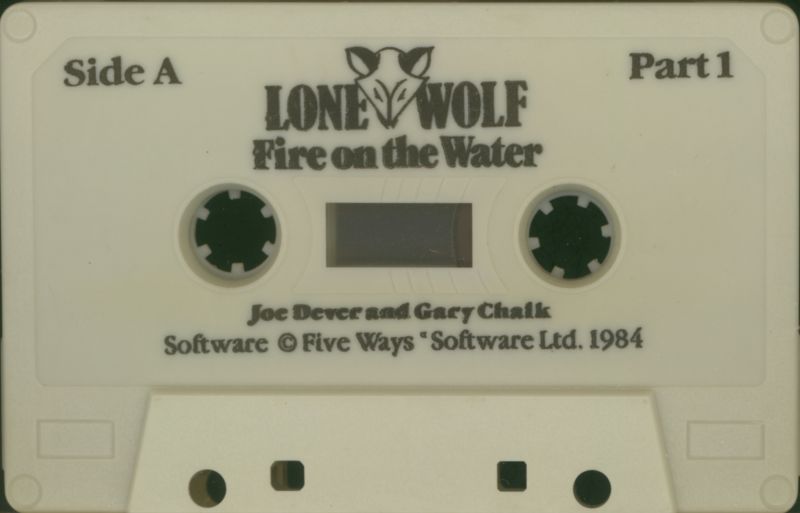 Side A
Part 1
LONE WOLF
Fire on the Water
Joe Dever and Gary Chalk
Software © Five Ways Software Ltd. 1984